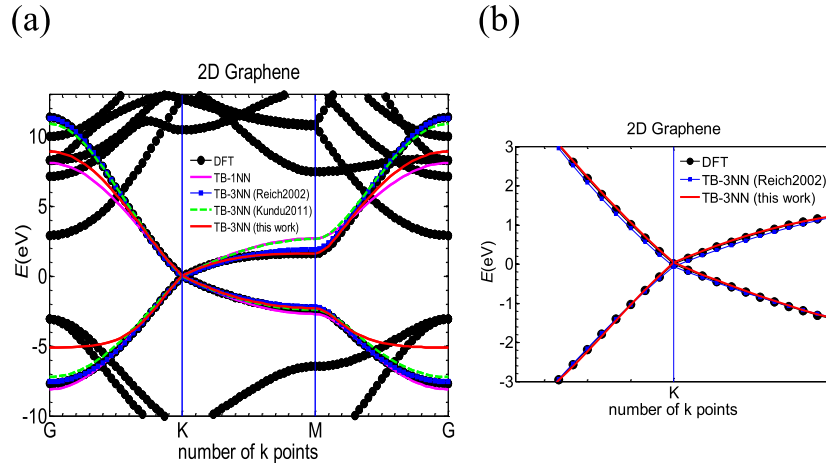 (a)
(b)
2D Graphene
10
5
0
-5
-10
E(eV)
DFT
TB-1NN
TB-3NN (Reich2002)
TB-3NN (Kundu2011)
TB-3NN (this work)
G K M G
number of k points
2D Graphene
3
2
1
0
-1
-2
-3
E(eV)
DFT
TB-3NN (Reich2002)
TB-3NN (this work)
K
number of k points